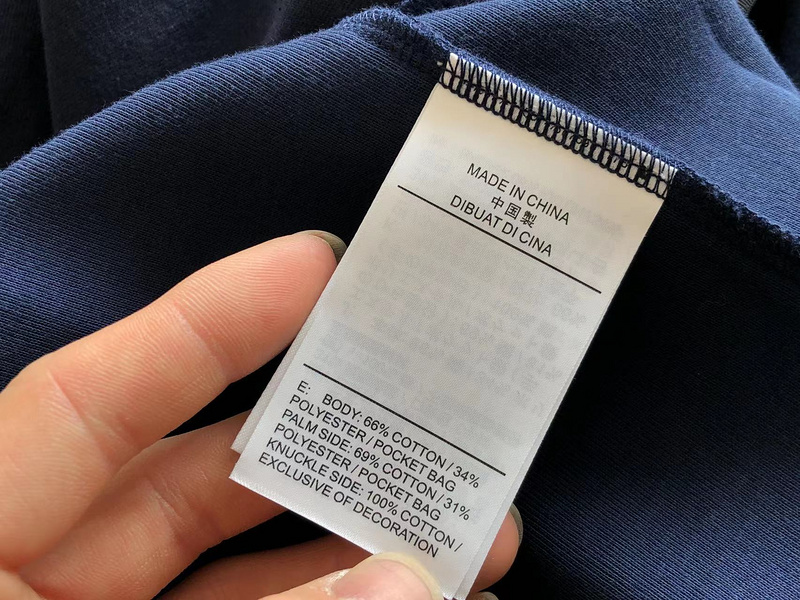 MADE IN CHINA
中国製
DIBUAT DI CINA
E: BODY: 66% COTTON / 34%
POLYESTER / POCKET BAG
PALM SIDE: 69% COTTON / 31%
POLYESTER / POCKET BAG
KNUCKLE SIDE: 100% COTTON /
EXCLUSIVE OF DECORATION